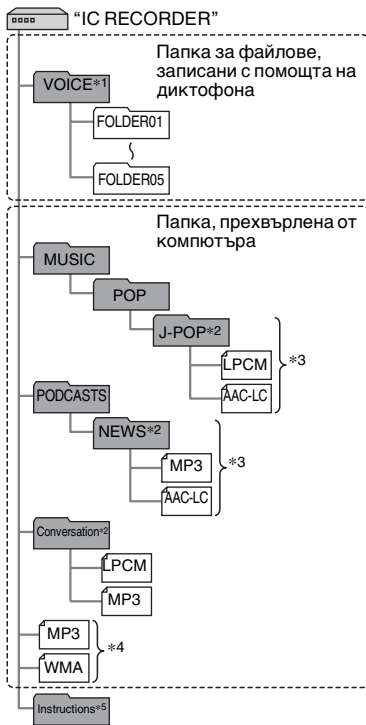 “IC RECORDER”
Папка за файлове,
записани с помощта на
диктофона
VOICE*1
FOLDER01
FOLDER05
Папка, прехвърлена от
компютъра
MUSIC
POP
J-POP*2
LPCM
*3
AAC-LC
PODCASTS
NEWS*2
MP3
*3
AAC-LC
Conversation*2
LPCM
MP3
MP3
*4
WMA
Instructions*5